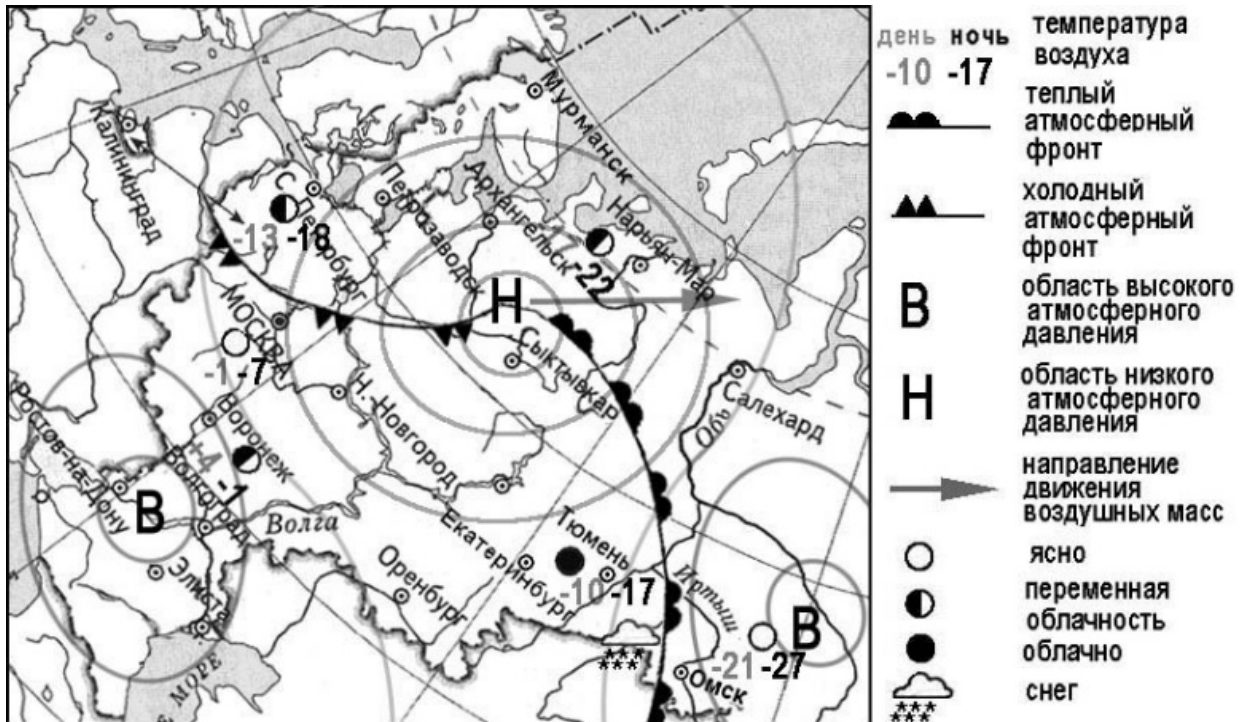 Калининград
С.-Петербург
-13 -18
Мурманск
Петрозаводск
Архангельск
-17
-22
Нарьян-Мар
Н
Сыктывкар
МОСКВА
-1 -7
Н.-Новгород
Воронеж
+4 -1
Ростов-на-Дону
Волгоград
В
Волга
Элиста
МОРЕ
Оренбург
Екатеринбург
Тюмень
-10 -17
Обь
Салехард
Иртыш
В
-21 -27
Омск
день ночь температура
-10 -17 воздуха
теплый
атмосферный
фронт
холодный
атмосферный
фронт
В
область высокого
атмосферного
давления
Н
область низкого
атмосферного
давления
направление
движения
воздушных масс
ясно
переменная
облачность
облачно
снег